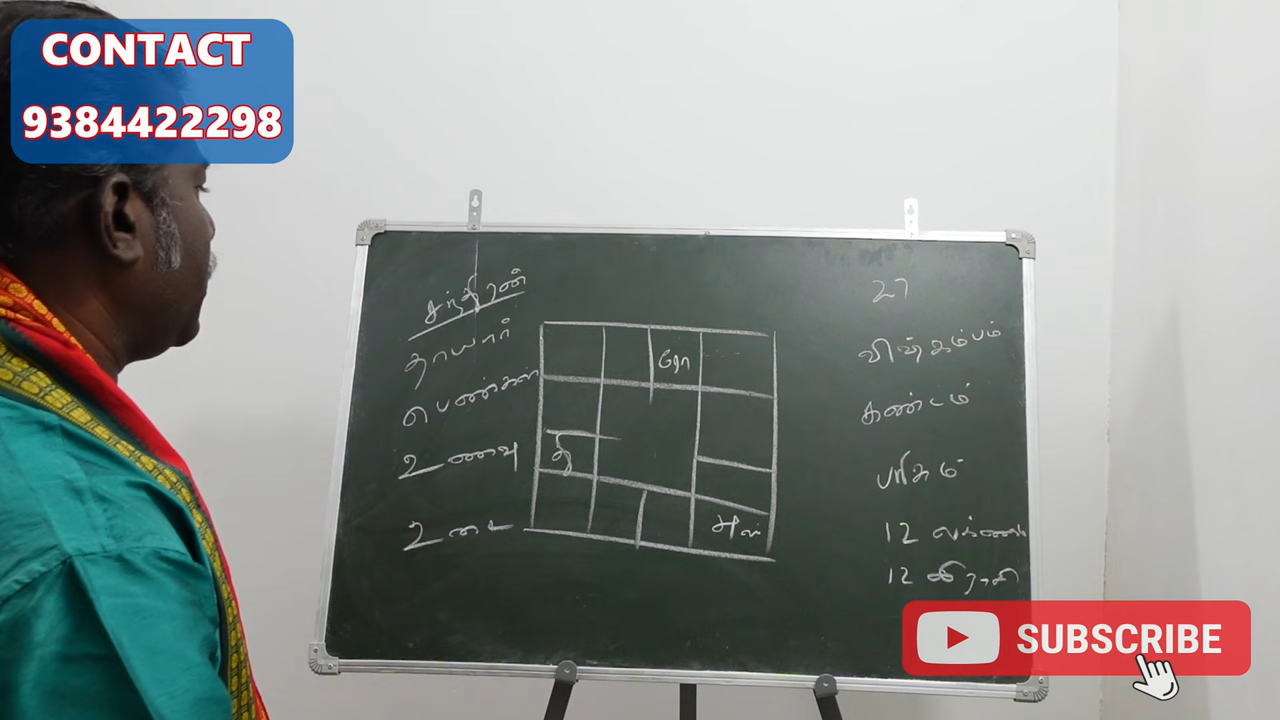 CONTACT
9384422298
சந்திரன்
தாயார்
பெண்கள்
உணவு
உடை
ரோ
தி
அஸ்
27
விஷ்கம்பம்
கண்டம்
பரிகம்
12 லக்னம்
12 ராசி
SUBSCRIBE